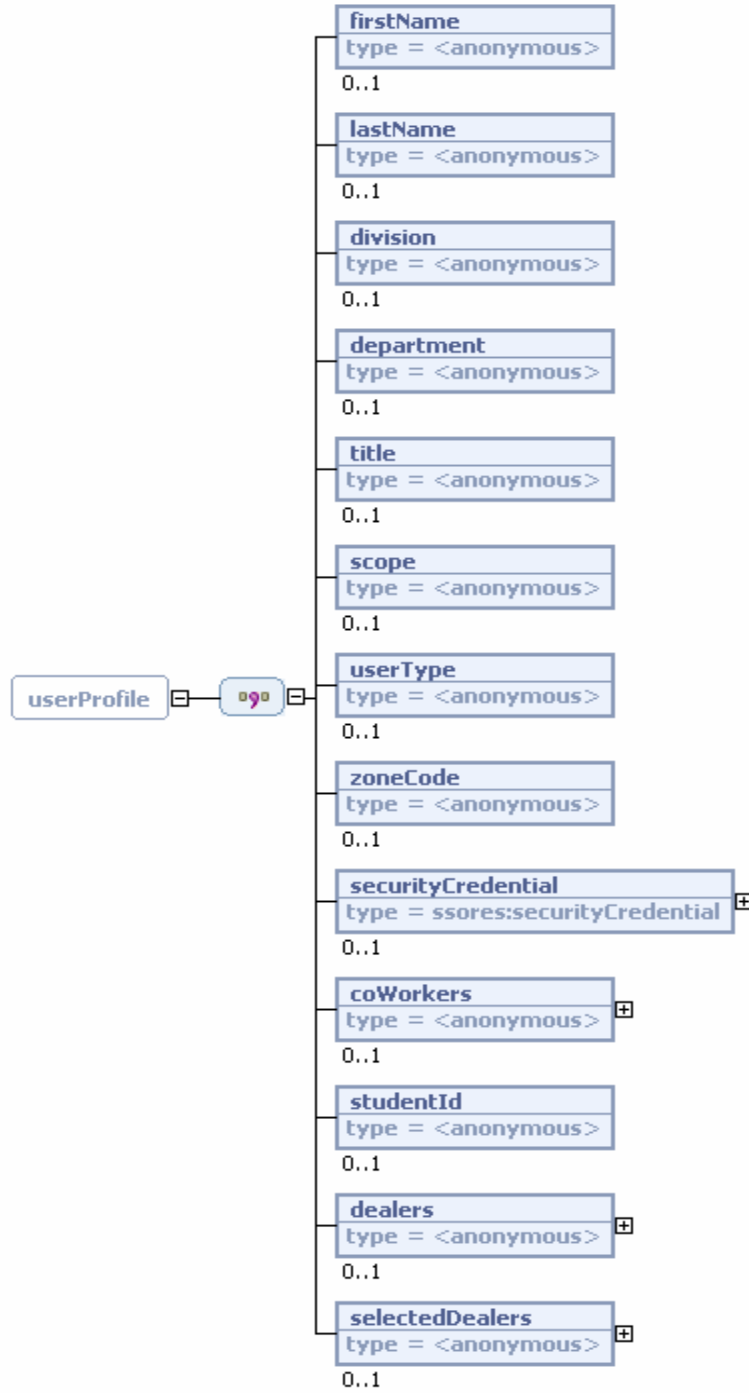 firstName
type = <anonymous>
0..1
lastName
type = <anonymous>
0..1
division
type = <anonymous>
0..1
department
type = <anonymous>
0..1
title
type = <anonymous>
0..1
scope
type = <anonymous>
0..1
userProfile
userType
type = <anonymous>
0..1
zoneCode
type = <anonymous>
0..1
securityCredential
type = ssores:securityCredential
0..1
coWorkers
type = <anonymous>
0..1
studentId
type = <anonymous>
0..1
dealers
type = <anonymous>
0..1
selectedDealers
type = <anonymous>
0..1